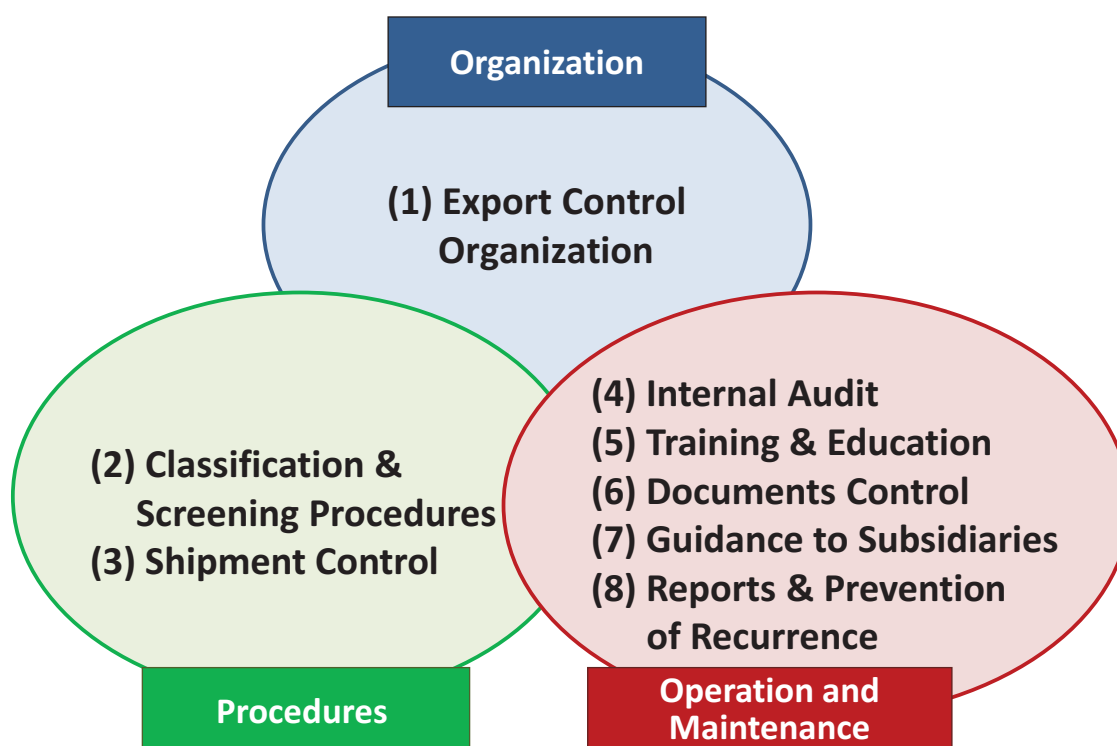 Organization
(1) Export Control
Organization
(2) Classification &
Screening Procedures
(3) Shipment Control
Procedures
(4) Internal Audit
(5) Training & Education
(6) Documents Control
(7) Guidance to Subsidiaries
(8) Reports & Prevention
of Recurrence
Operation and
Maintenance